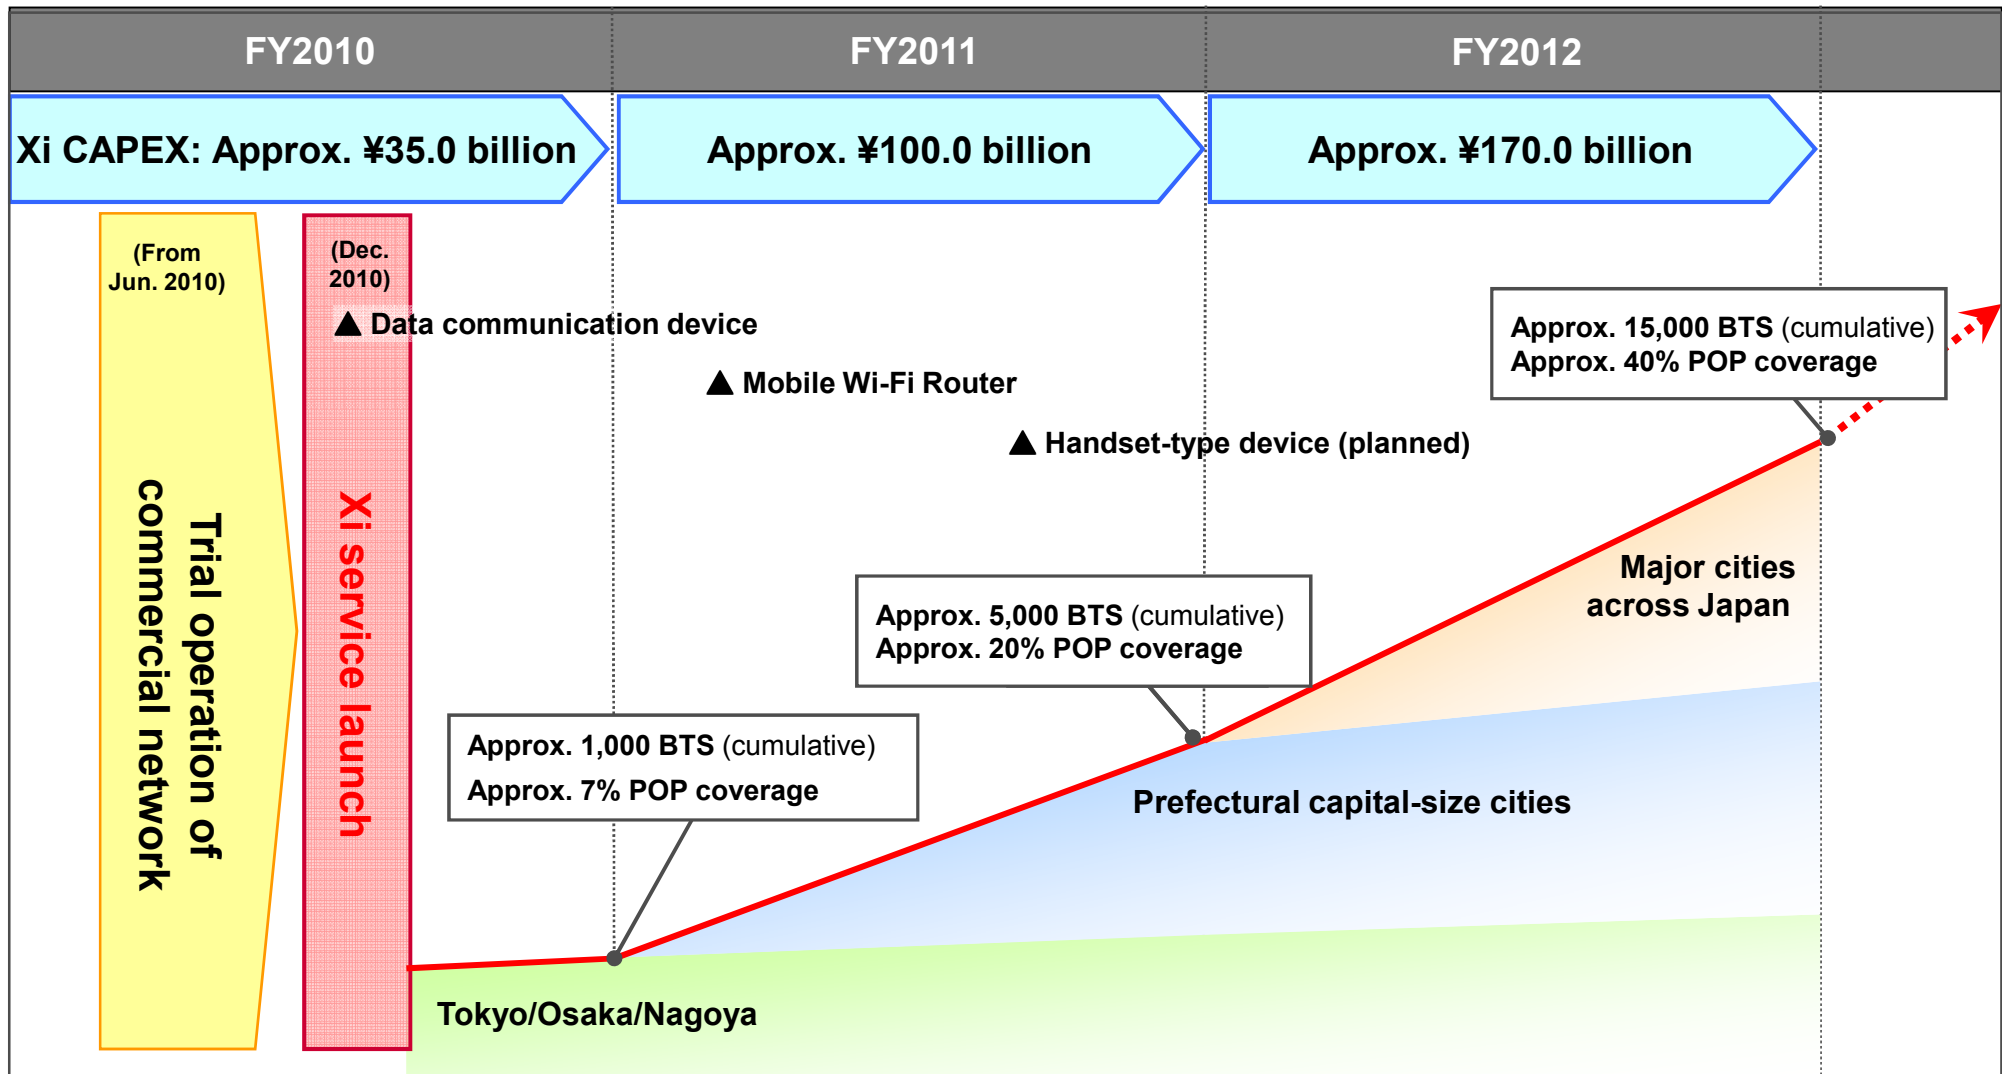 FY2010
FY2011
FY2012
Xi CAPEX: Approx. ¥35.0 billion
Approx. ¥100.0 billion
Approx. ¥170.0 billion
(From
Jun. 2010)
Trial operation of
commercial network
(Dec.
2010)
Xi service launch
▲ Data communication device
▲ Mobile Wi-Fi Router
▲ Handset-type device (planned)
Approx. 15,000 BTS (cumulative)
Approx. 40% POP coverage
Approx. 5,000 BTS (cumulative)
Approx. 20% POP coverage
Approx. 1,000 BTS (cumulative)
Approx. 7% POP coverage
Major cities
across Japan
Prefectural capital-size cities
Tokyo/Osaka/Nagoya